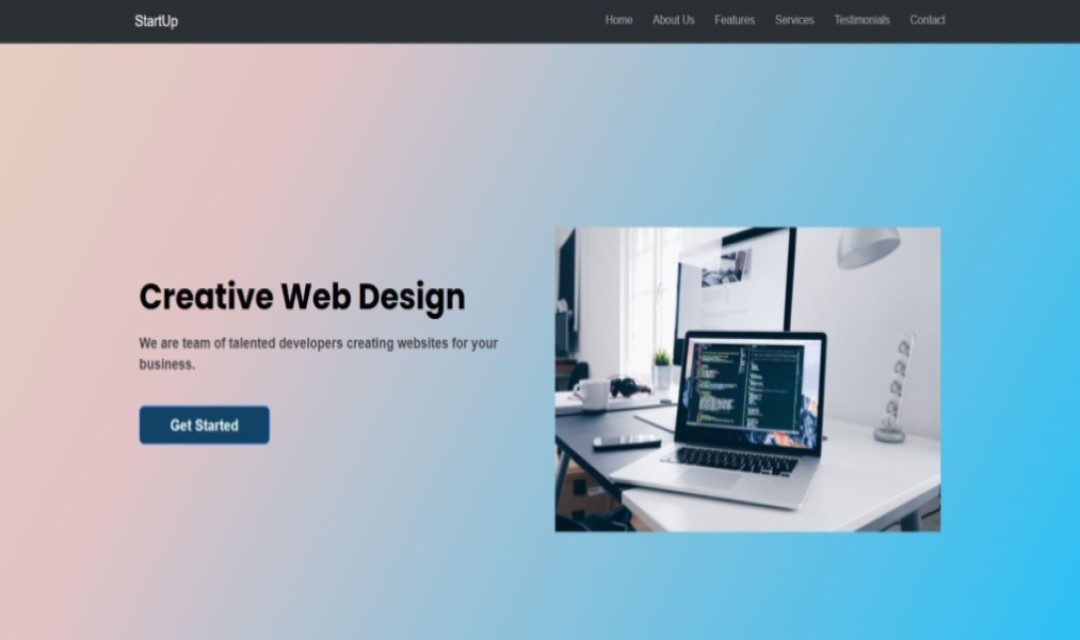 StartUp
Home About Us Features Services Testimonials Contact
Creative Web Design
We are team of talented developers creating websites for your
business.
Get Started